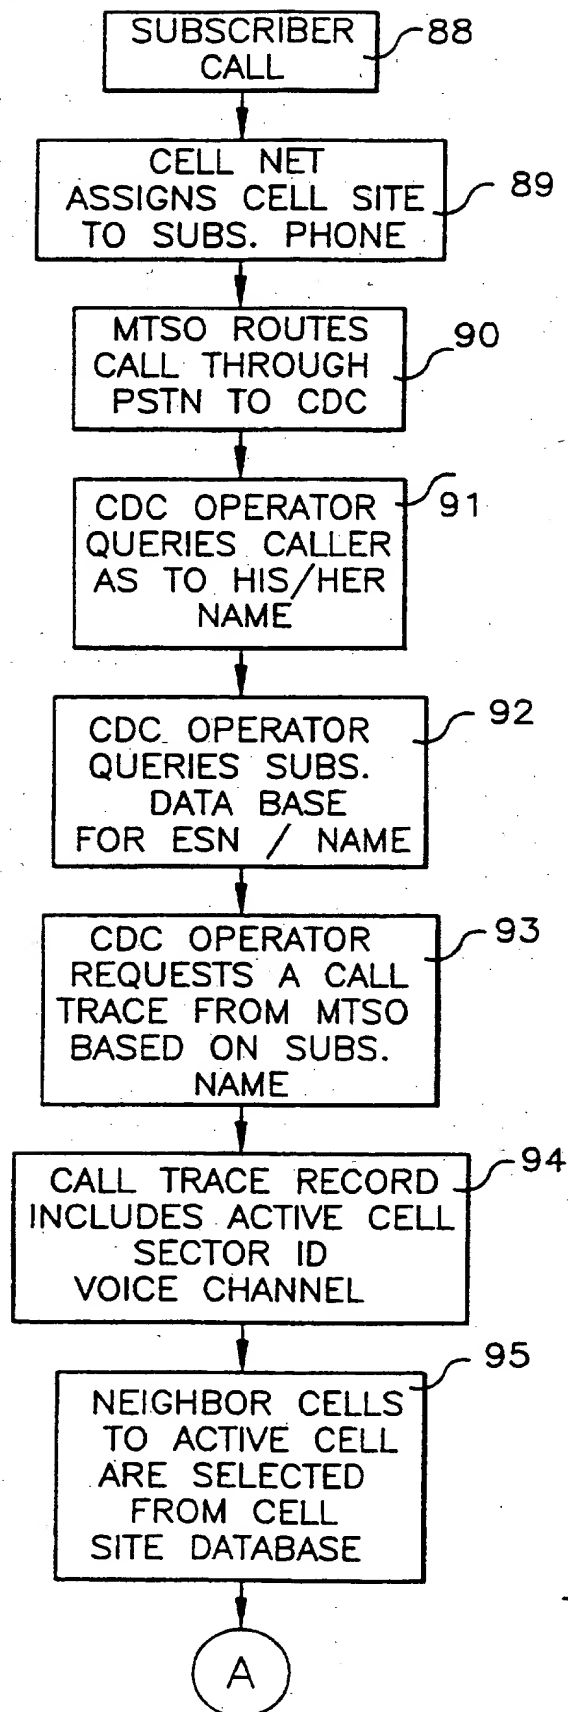 SUBSCRIBER
CALL
88
CELL NET
ASSIGNS CELL SITE
TO SUBS. PHONE
89
MTSO ROUTES
CALL THROUGH
PSTN TO CDC
90
CDC OPERATOR
QUERIES CALLER
AS TO HIS/HER
NAME
91
CDC OPERATOR
QUERIES SUBS.
DATA BASE
FOR ESN / NAME
92
CDC OPERATOR
REQUESTS A CALL
TRACE FROM MTSO
BASED ON SUBS.
NAME
93
CALL TRACE RECORD
INCLUDES ACTIVE CELL
SECTOR ID
VOICE CHANNEL
94
NEIGHBOR CELLS
TO ACTIVE CELL
ARE SELECTED
FROM CELL
SITE DATABASE
95
A